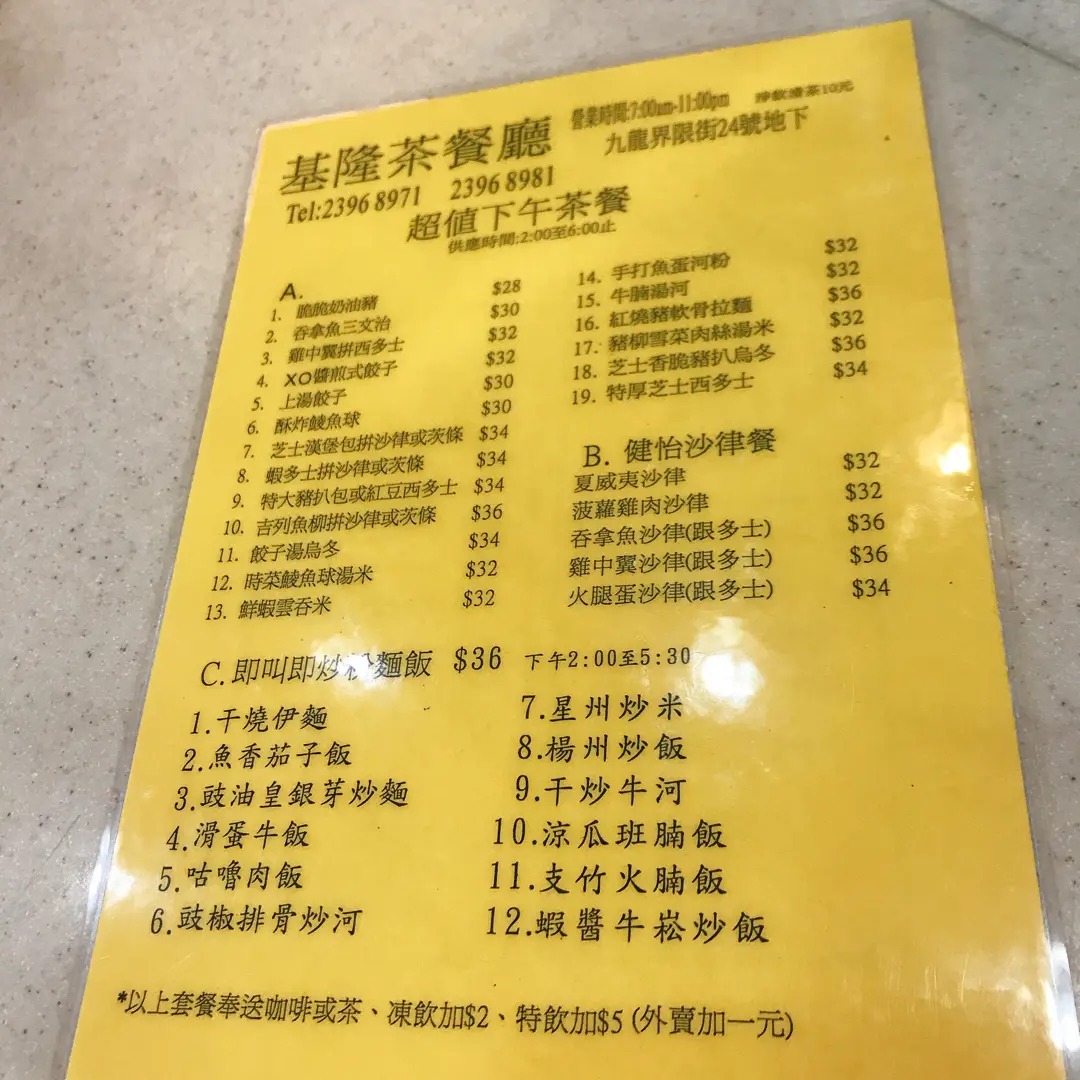 基隆茶餐廳
營業時間:7:00am-11:00pm 淨飲清茶10元
九龍界限街24號地下
Tel:2396 8971 2396 8981
超值下午茶餐
供應時間:2:00至6:00止
A.
1. 脆脆奶油豬 $28
2. 吞拿魚三文治 $30
3. 雞中翼拼西多士 $32
4. XO醬煎式餃子 $32
5. 上湯餃子 $30
6. 酥炸鯪魚球 $30
7. 芝士漢堡包拼沙律或茨條 $34
8. 蝦多士拼沙律或茨條 $34
9. 特大豬扒包或紅豆西多士 $34
10. 吉列魚柳拼沙律或茨條 $36
11. 餃子湯烏冬 $34
12. 時菜鯪魚球湯米 $32
13. 鮮蝦雲吞米 $32
14. 手打魚蛋河粉 $32
15. 牛腩湯河 $32
16. 紅燒豬軟骨拉麵 $36
17. 豬柳雪菜肉絲湯米 $32
18. 芝士香脆豬扒烏冬 $36
19. 特厚芝士西多士 $34
B. 健怡沙律餐
夏威夷沙律 $32
菠蘿雞肉沙律 $32
吞拿魚沙律(跟多士) $36
雞中翼沙律(跟多士) $36
火腿蛋沙律(跟多士) $34
C.即叫即炒粉麵飯 $36 下午2:00至5:30
1.干燒伊麵
2.魚香茄子飯
3.豉油皇銀芽炒麵
4.滑蛋牛飯
5.咕嚕肉飯
6.豉椒排骨炒河
7.星州炒米
8.楊州炒飯
9.干炒牛河
10.涼瓜班腩飯
11.支竹火腩飯
12.蝦醬牛崧炒飯
*以上套餐奉送咖啡或茶、凍飲加$2、特飲加$5 (外賣加一元)